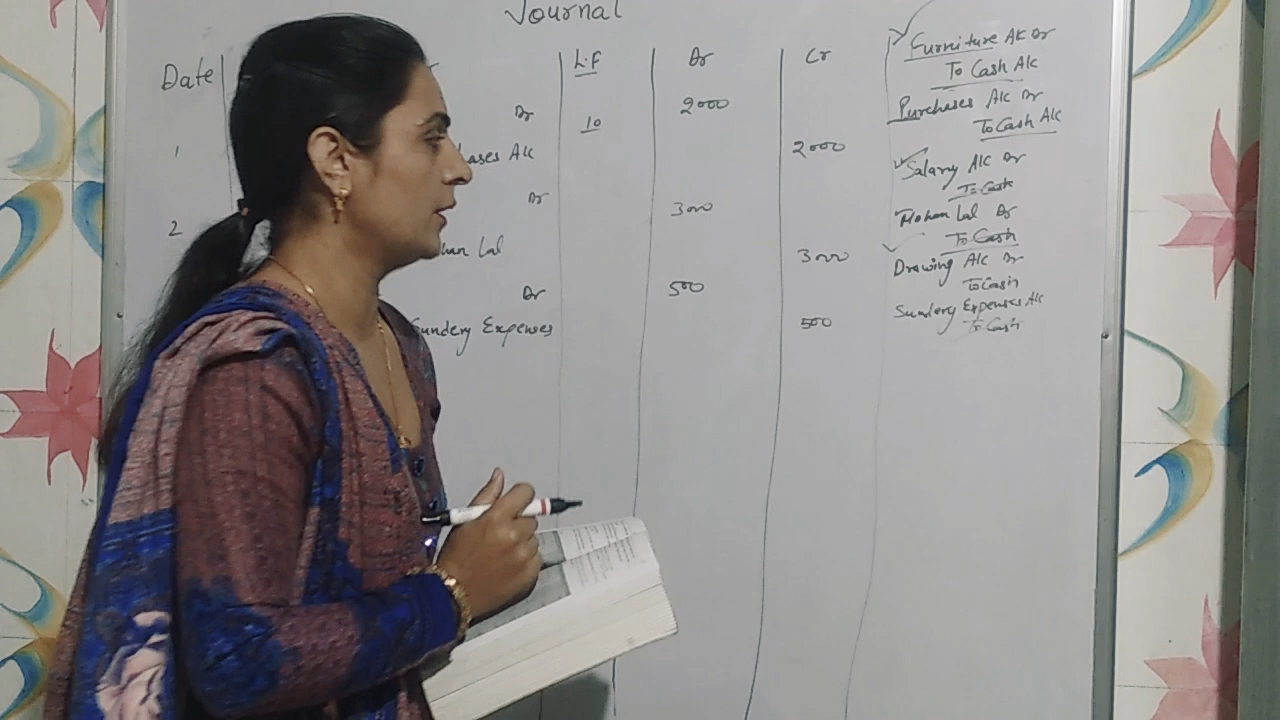 Journal
Date L.F Dr Cr
Dr 10 2000
1 hases A/c 2000
2 Dr 3000
han Lal 3000
Dr 500
Sundery Expenses 500
Furniture A/c Dr
To Cash A/c
Purchases A/c Dr
To Cash A/c
Salary A/c Dr
To Cash
Mohan Lal Dr
To Cash
Drawing A/c Dr
To Cash
Sundery Expenses A/c
To Cash